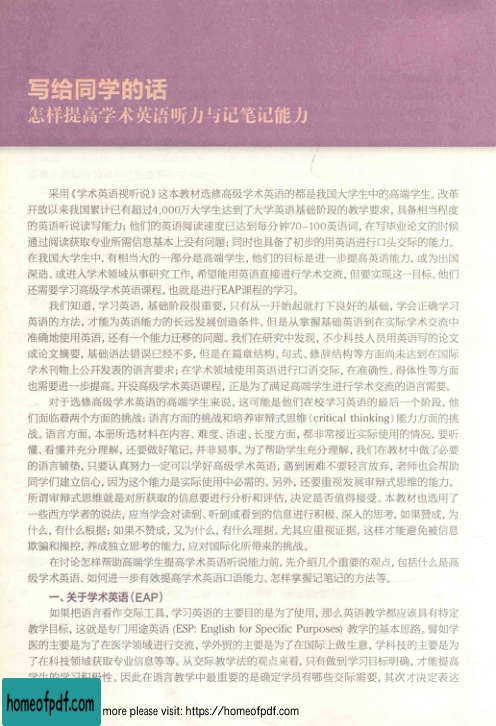 写给同学的话
怎样提高学术英语听力与记笔记能力
采用《学术英语视听说》这本教材选修高级学术英语的都是我国大学生中的高端学生。改革
开放以来我国累计已有超过4,000万大学生达到了大学英语基础阶段的教学要求，具备相当程度
的英语听说读写能力；他们的英语阅读速度已达到每分钟70-100英语词，在写毕业论文的时候
通过阅读获取专业所需信息基本上没有问题；同时也具备了初步的用英语进行口头交际的能力。
在我国大学生中，有相当大的一部分是高端学生，他们的目标是进一步提高英语能力，或为出国
深造，或进入学术领域从事研究工作，希望能用英语直接进行学术交流，但要实现这一目标，他们
还需要学习高级学术英语课程，也就是进行EAP课程的学习。
我们知道，学习英语，基础阶段很重要，只有从一开始起就打下良好的基础，学会正确学习
英语的方法，才能为英语能力的长远发展创造条件。但是从掌握基础英语到在实际学术交流中
准确地使用英语，还有一个能力迁移的问题。我们在研究中发现，不少科技人员用英语写的论文
或论文摘要，基础语法错误已经不多，但是在篇章结构、句式、修辞结构等方面尚未达到在国际
学术刊物上公开发表的语言要求；在学术领域使用英语进行口语交际，在准确性、得体性等方面
也需要进一步提高。开设高级学术英语课程，正是为了满足高端学生进行学术交流的语言需要。
对于选修高级学术英语的高端学生来说，这可能是他们在校学习英语的最后一个阶段，他
们面临着两个方面的挑战：语言方面的挑战和培养审辩式思维（critical thinking）能力方面的挑
战。语言方面，本册所选材料在内容、难度、语速、长度方面，都非常接近实际使用的情况，要听
懂、看懂并充分理解，还要做好笔记，并非易事。为了帮助学生充分理解，我们在教材中做了必要
的语言铺垫，只要认真努力一定可以学好高级学术英语，遇到困难不要轻言放弃，老师也会帮助
同学们建立信心，因为这个能力是实际使用中必需的。另外，还要重视发展审辩式思维的能力。
所谓审辩式思维就是对所获取的信息要进行分析和评估，决定是否值得接受。本教材也选用了
一些西方学者的说法，应当学会对读到、听到或看到的信息进行积极、深入的思考，如果赞成，为
什么，有什么根据；如果不赞成，又为什么，有什么理据。尤其应重视证据，这样才能避免被信息
欺骗和操控，养成独立思考的能力，应对国际化所带来的挑战。
在讨论怎样帮助高端学生提高学术英语听说能力前，先介绍几个重要的观点，包括什么是高
级学术英语、如何进一步有效提高学术英语口语能力、怎样掌握记笔记的方法等。
一、关于学术英语（EAP）
如果把语言看作交际工具，学习英语的主要目的是为了使用，那么英语教学都应该具有特定
教学目标，这就是专门用途英语（ESP: English for Specific Purposes）教学的基本思路。譬如学
医的主要是为了在医学领域进行交流，学外贸的主要是为了在国际上做生意，学科技的主要是为
了在科技领域获取专业信息等等。从交际教学法的观点来看，只有做到学习目标明确，才能提高
学生的学习积极性。因此在语言教学中最重要的是确定学员有哪些交际需要，其次才决定表达
homeofpdf.com
more please visit: https://homeofpdf.com